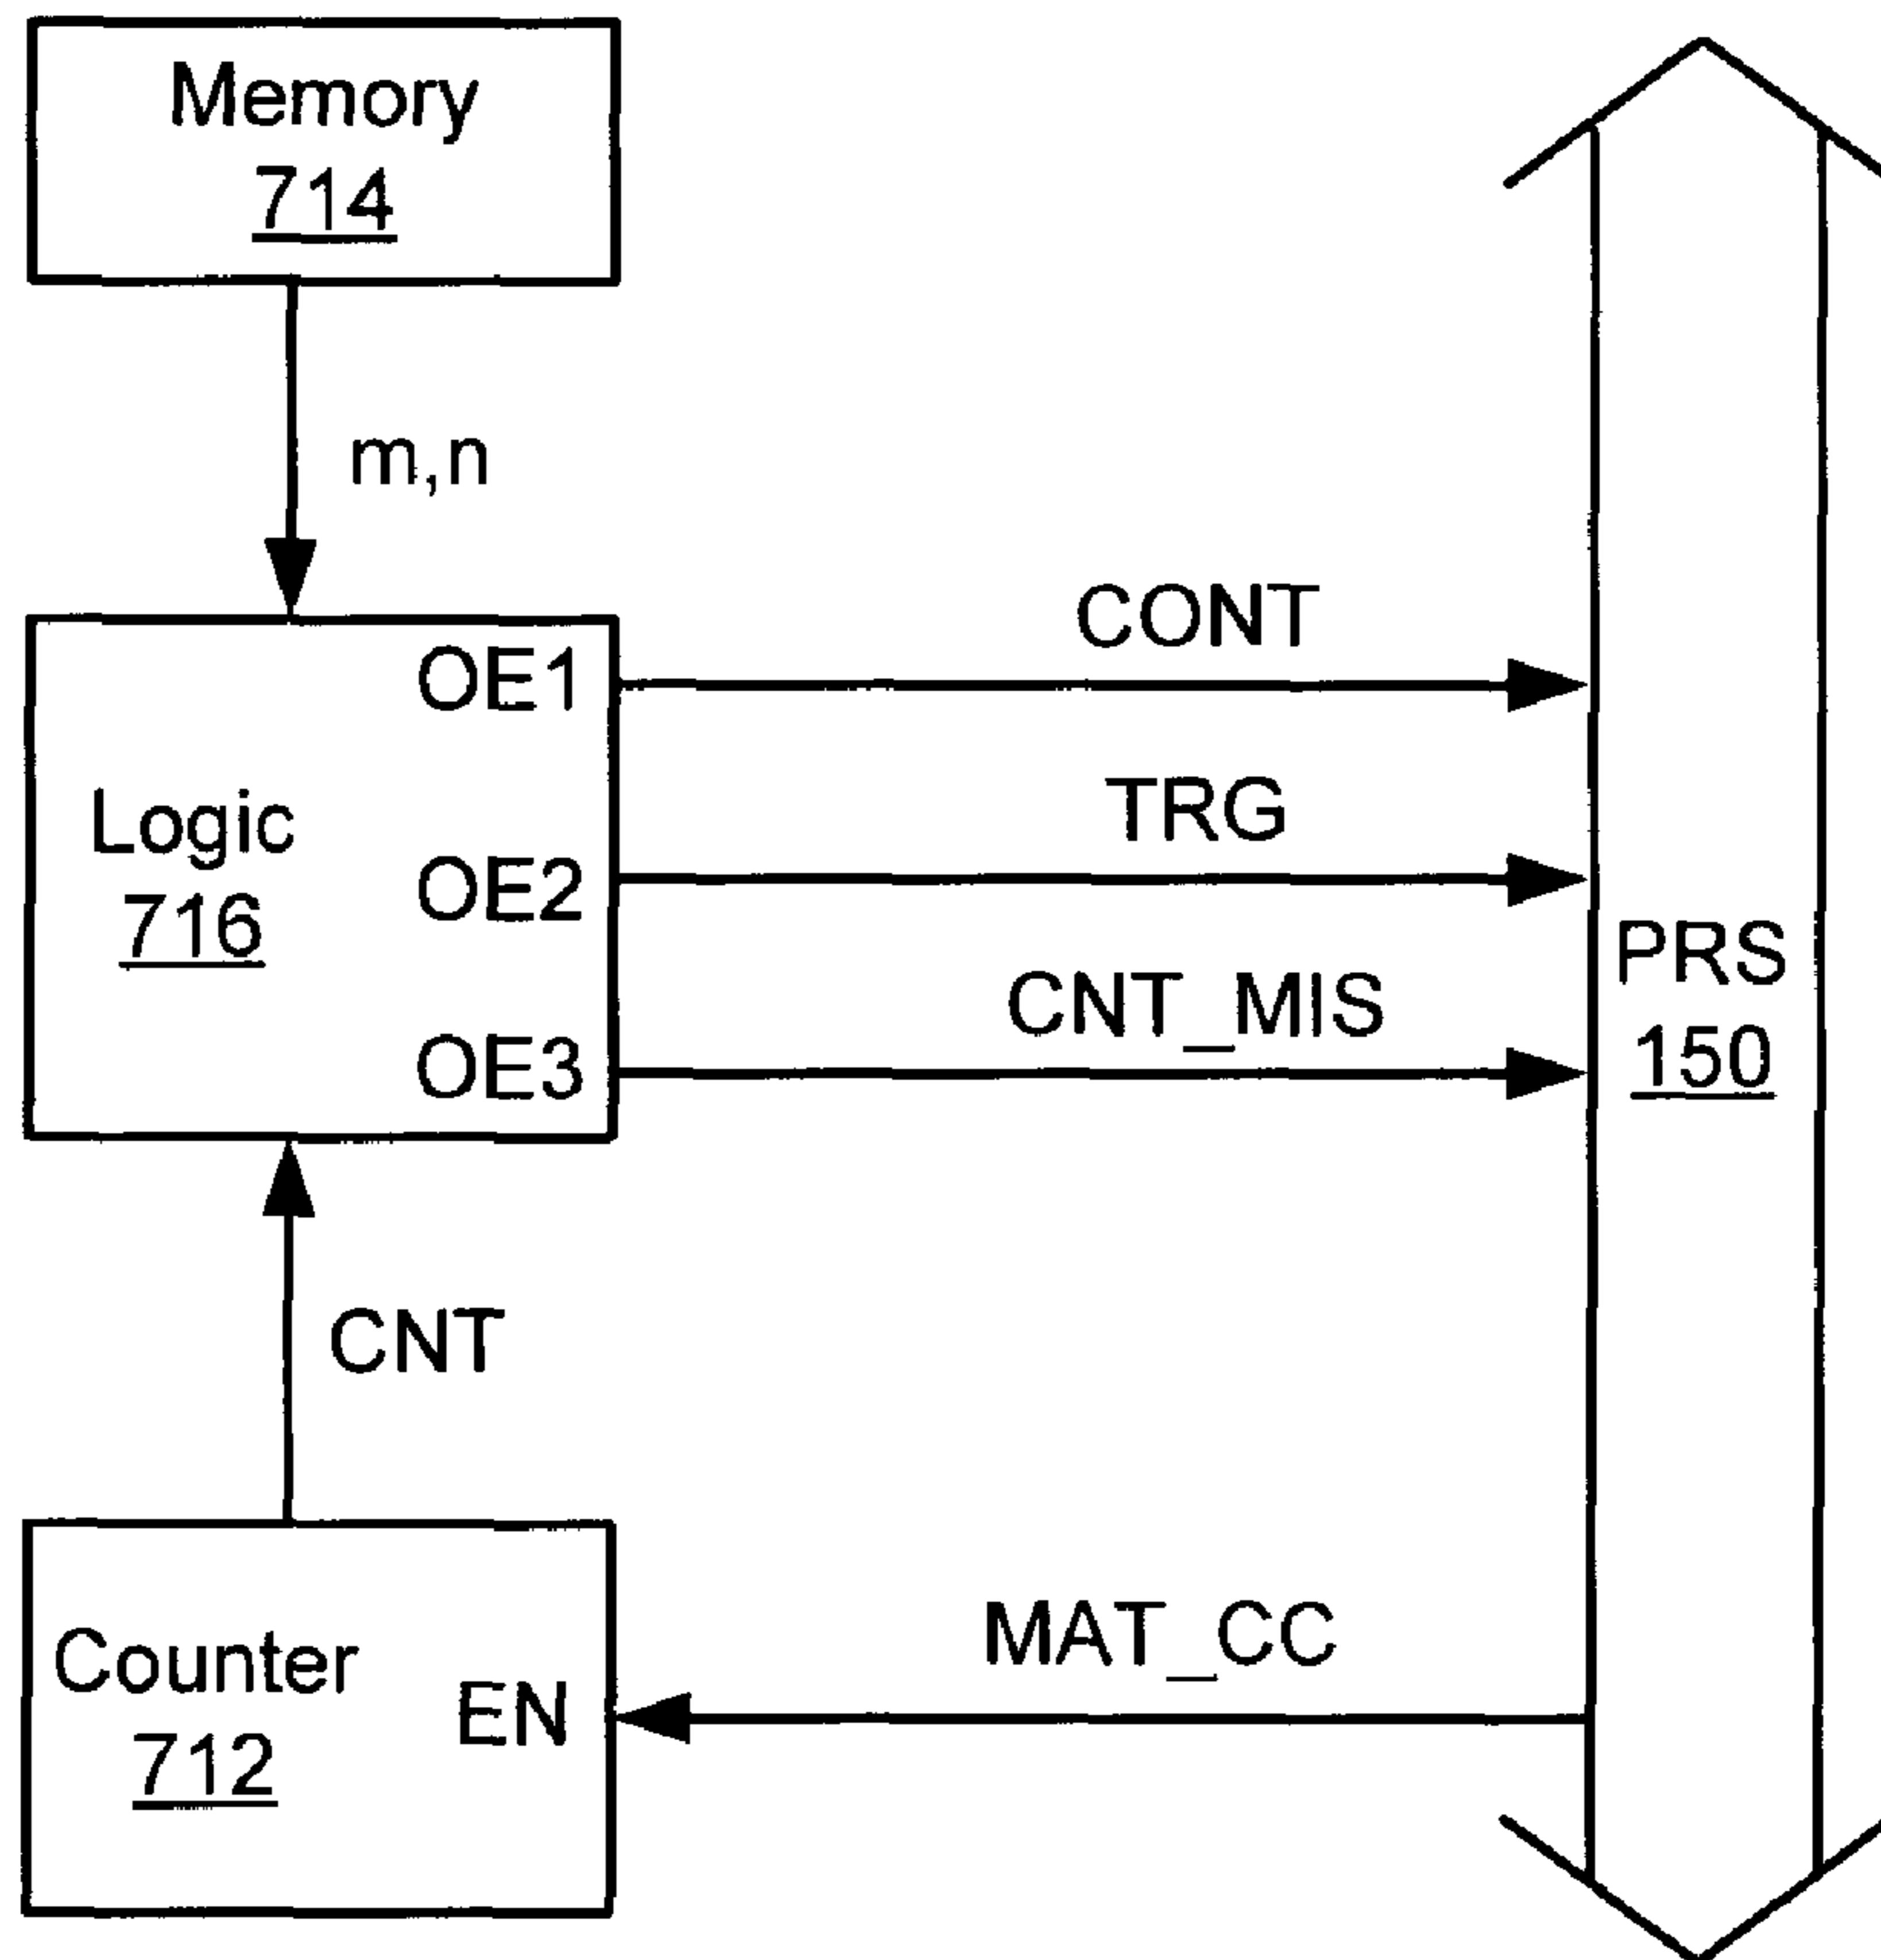 Memory
714
m,n
OE1
CONT
TRG
Logic
716
OE2
PRS
150
CNT_MIS
OE3
CNT
Counter
712
EN
MAT_CC